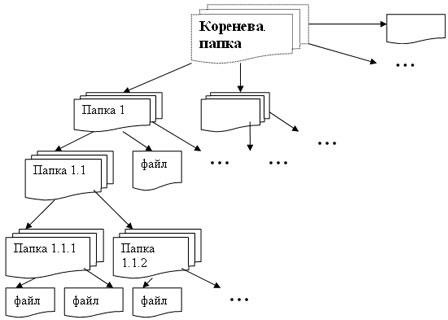 Коренева
папка
...
Папка 1
...
Папка 1.1
файл
...
...
...
Папка 1.1.1
Папка
1.1.2
файл
файл
файл
...